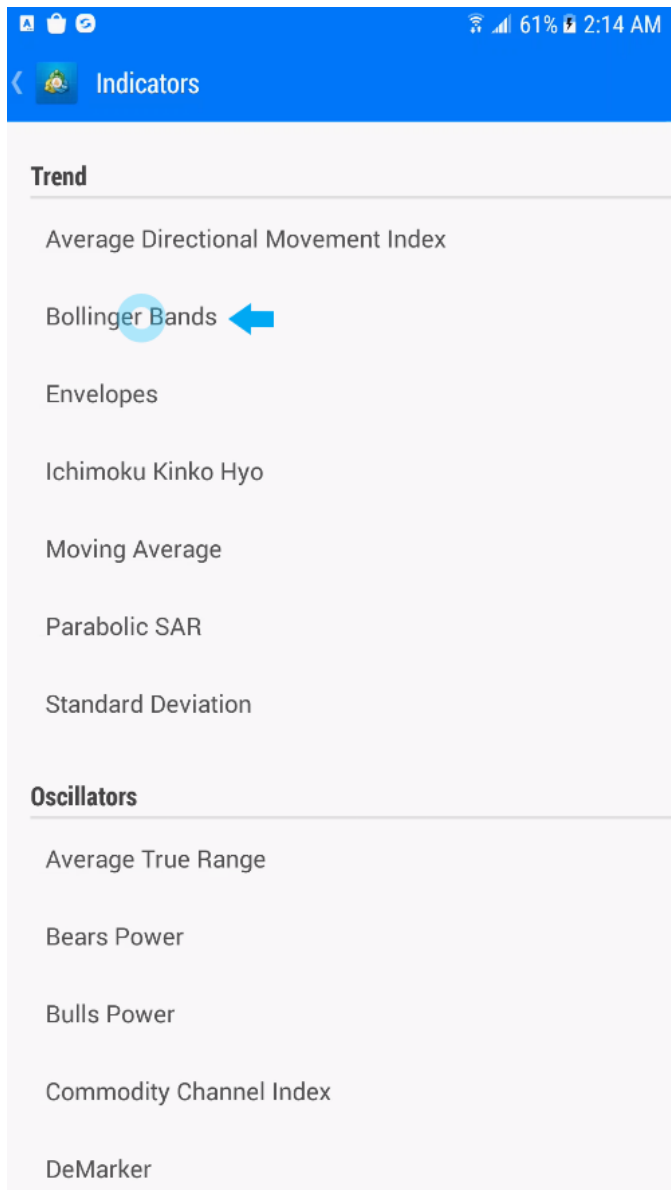 61% 2:14 AM
Indicators
Trend
Average Directional Movement Index
Bollinger Bands
Envelopes
Ichimoku Kinko Hyo
Moving Average
Parabolic SAR
Standard Deviation
Oscillators
Average True Range
Bears Power
Bulls Power
Commodity Channel Index
DeMarker